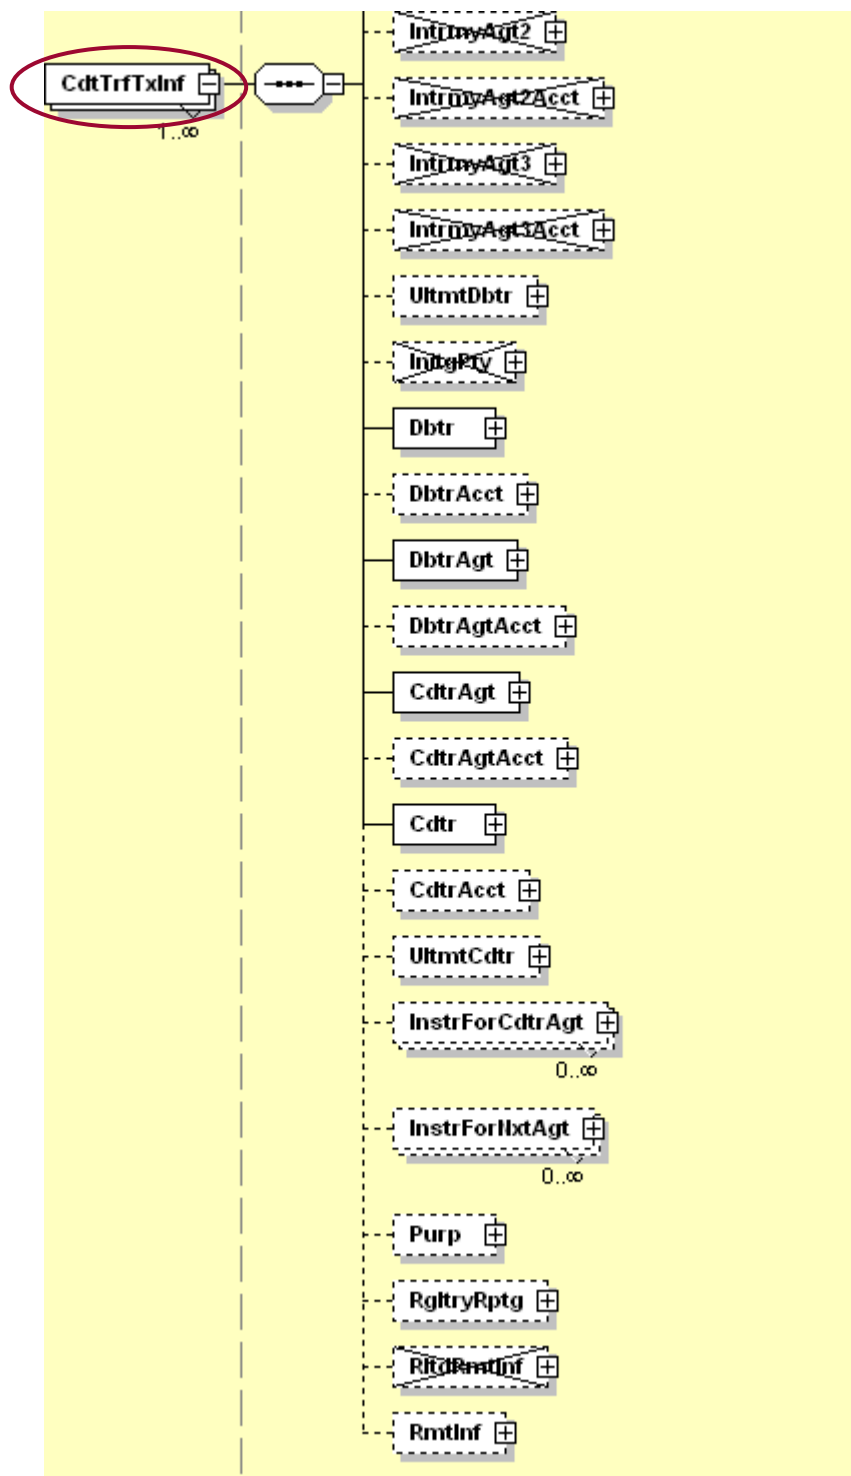 IntrmyAgt2
CdtTrfTxInf
IntrmyAgt2Acct
1..∞
IntrmyAgt3
IntrmyAgt3Acct
UltmtDbtr
InitgPty
Dbtr
DbtrAcct
DbtrAgt
DbtrAgtAcct
CdtrAgt
CdtrAgtAcct
Cdtr
CdtrAcct
UltmtCdtr
InstrForCdtrAgt
0..∞
InstrForNxtAgt
0..∞
Purp
RgltryRptg
RltdRmtInf
RmtInf